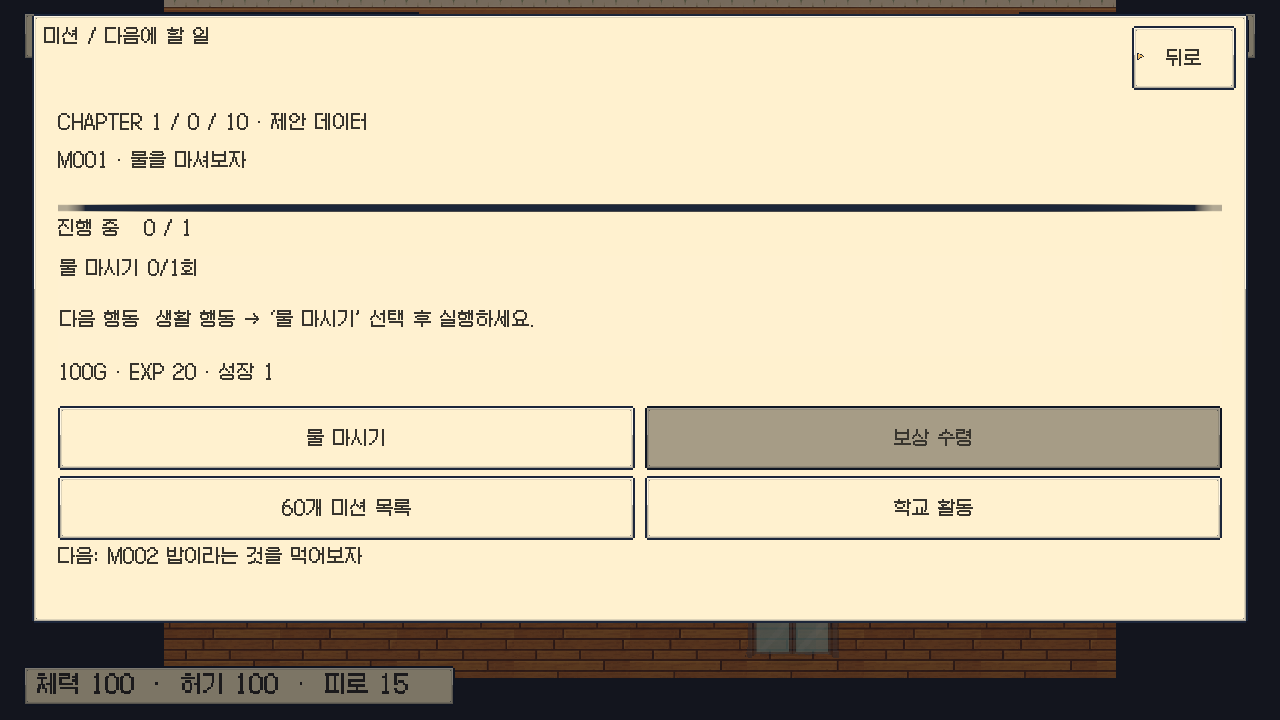 미션 / 다음에 할 일
뒤로
CHAPTER 1 / 0 / 10 · 제안 데이터
M001 · 물을 마셔보자
진행 중 0 / 1
물 마시기 0/1회
다음 행동 생활 행동 → ‘물 마시기’ 선택 후 실행하세요.
100G · EXP 20 · 성장 1
물 마시기
보상 수령
60개 미션 목록
학교 활동
다음: M002 밥이라는 것을 먹어보자
체력 100 · 허기 100 · 피로 15